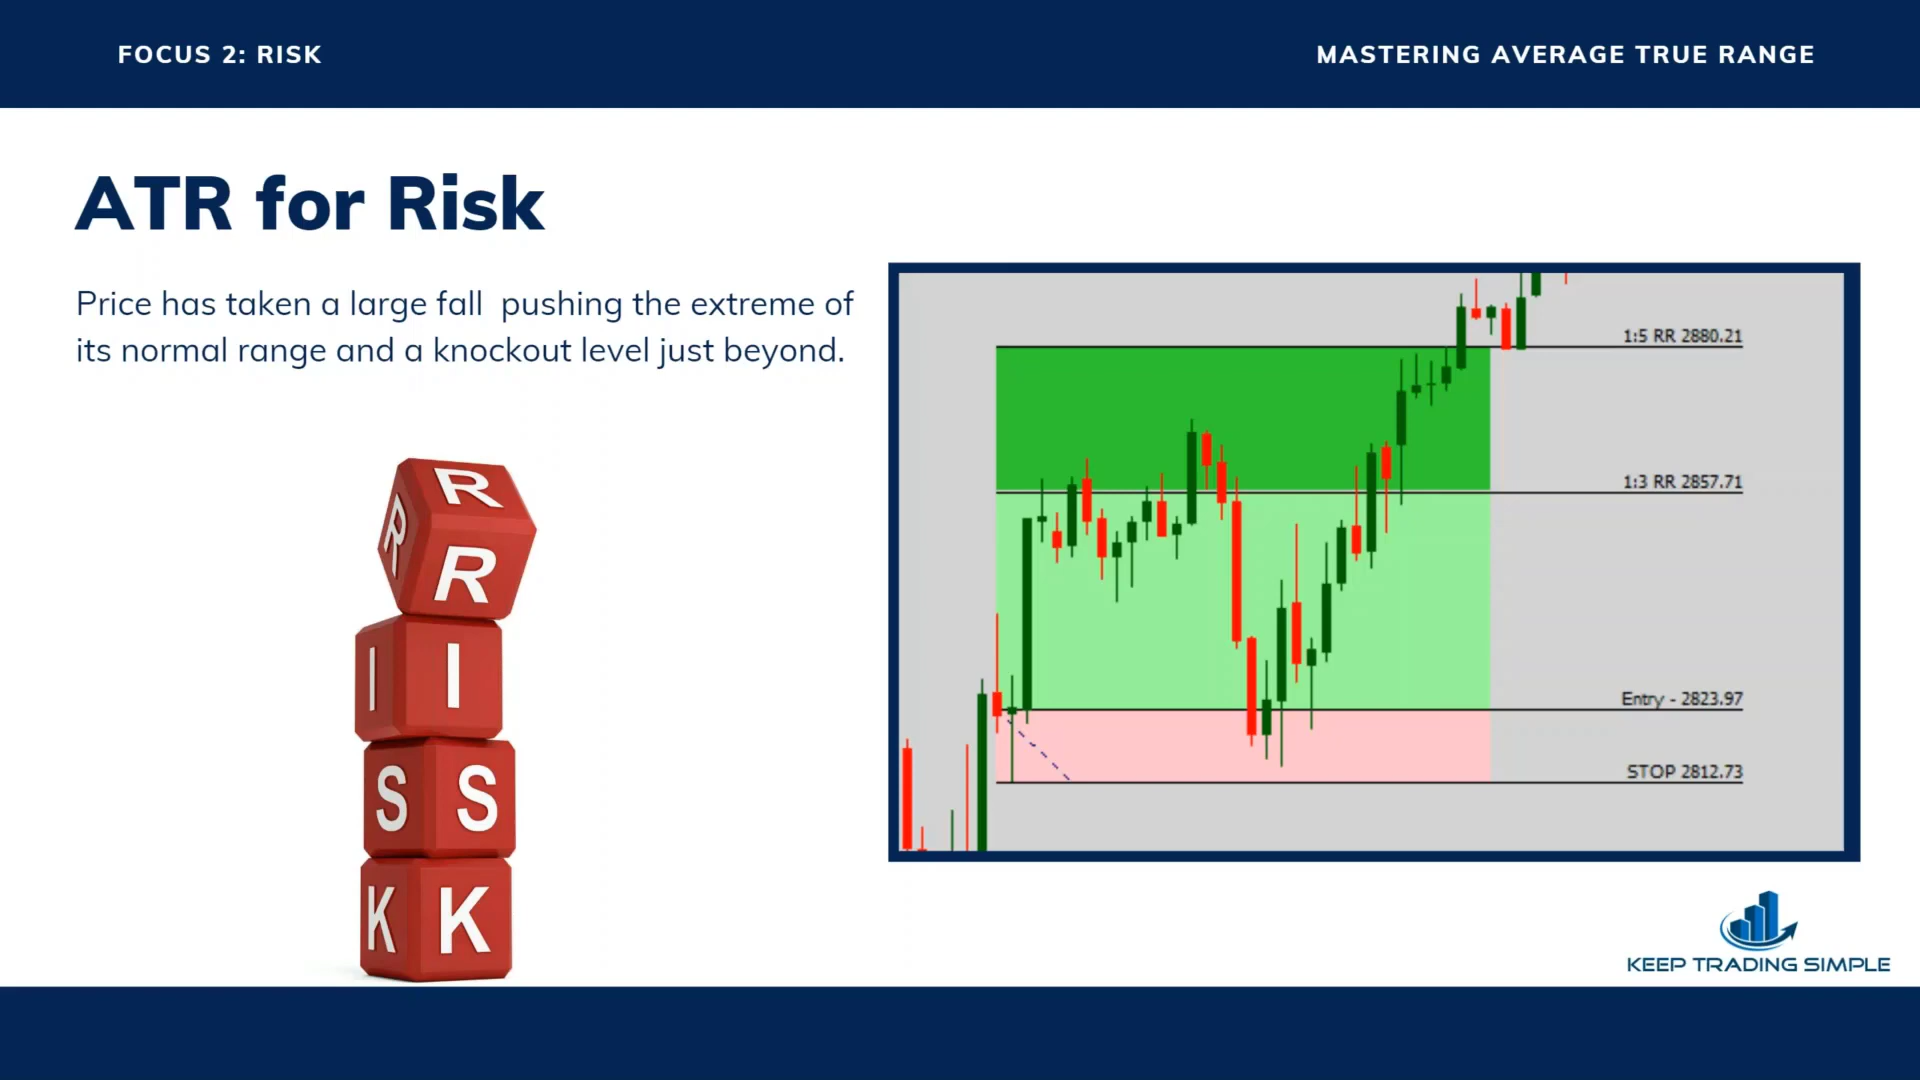 FOCUS 2: RISK
MASTERING AVERAGE TRUE RANGE
ATR for Risk
Price has taken a large fall  pushing the extreme of
its normal range and a knockout level just beyond.
R
R
R
I I
S S
K K
1:5 RR 2880.21
1:3 RR 2857.71
Entry - 2823.97
STOP 2812.73
KEEP TRADING SIMPLE